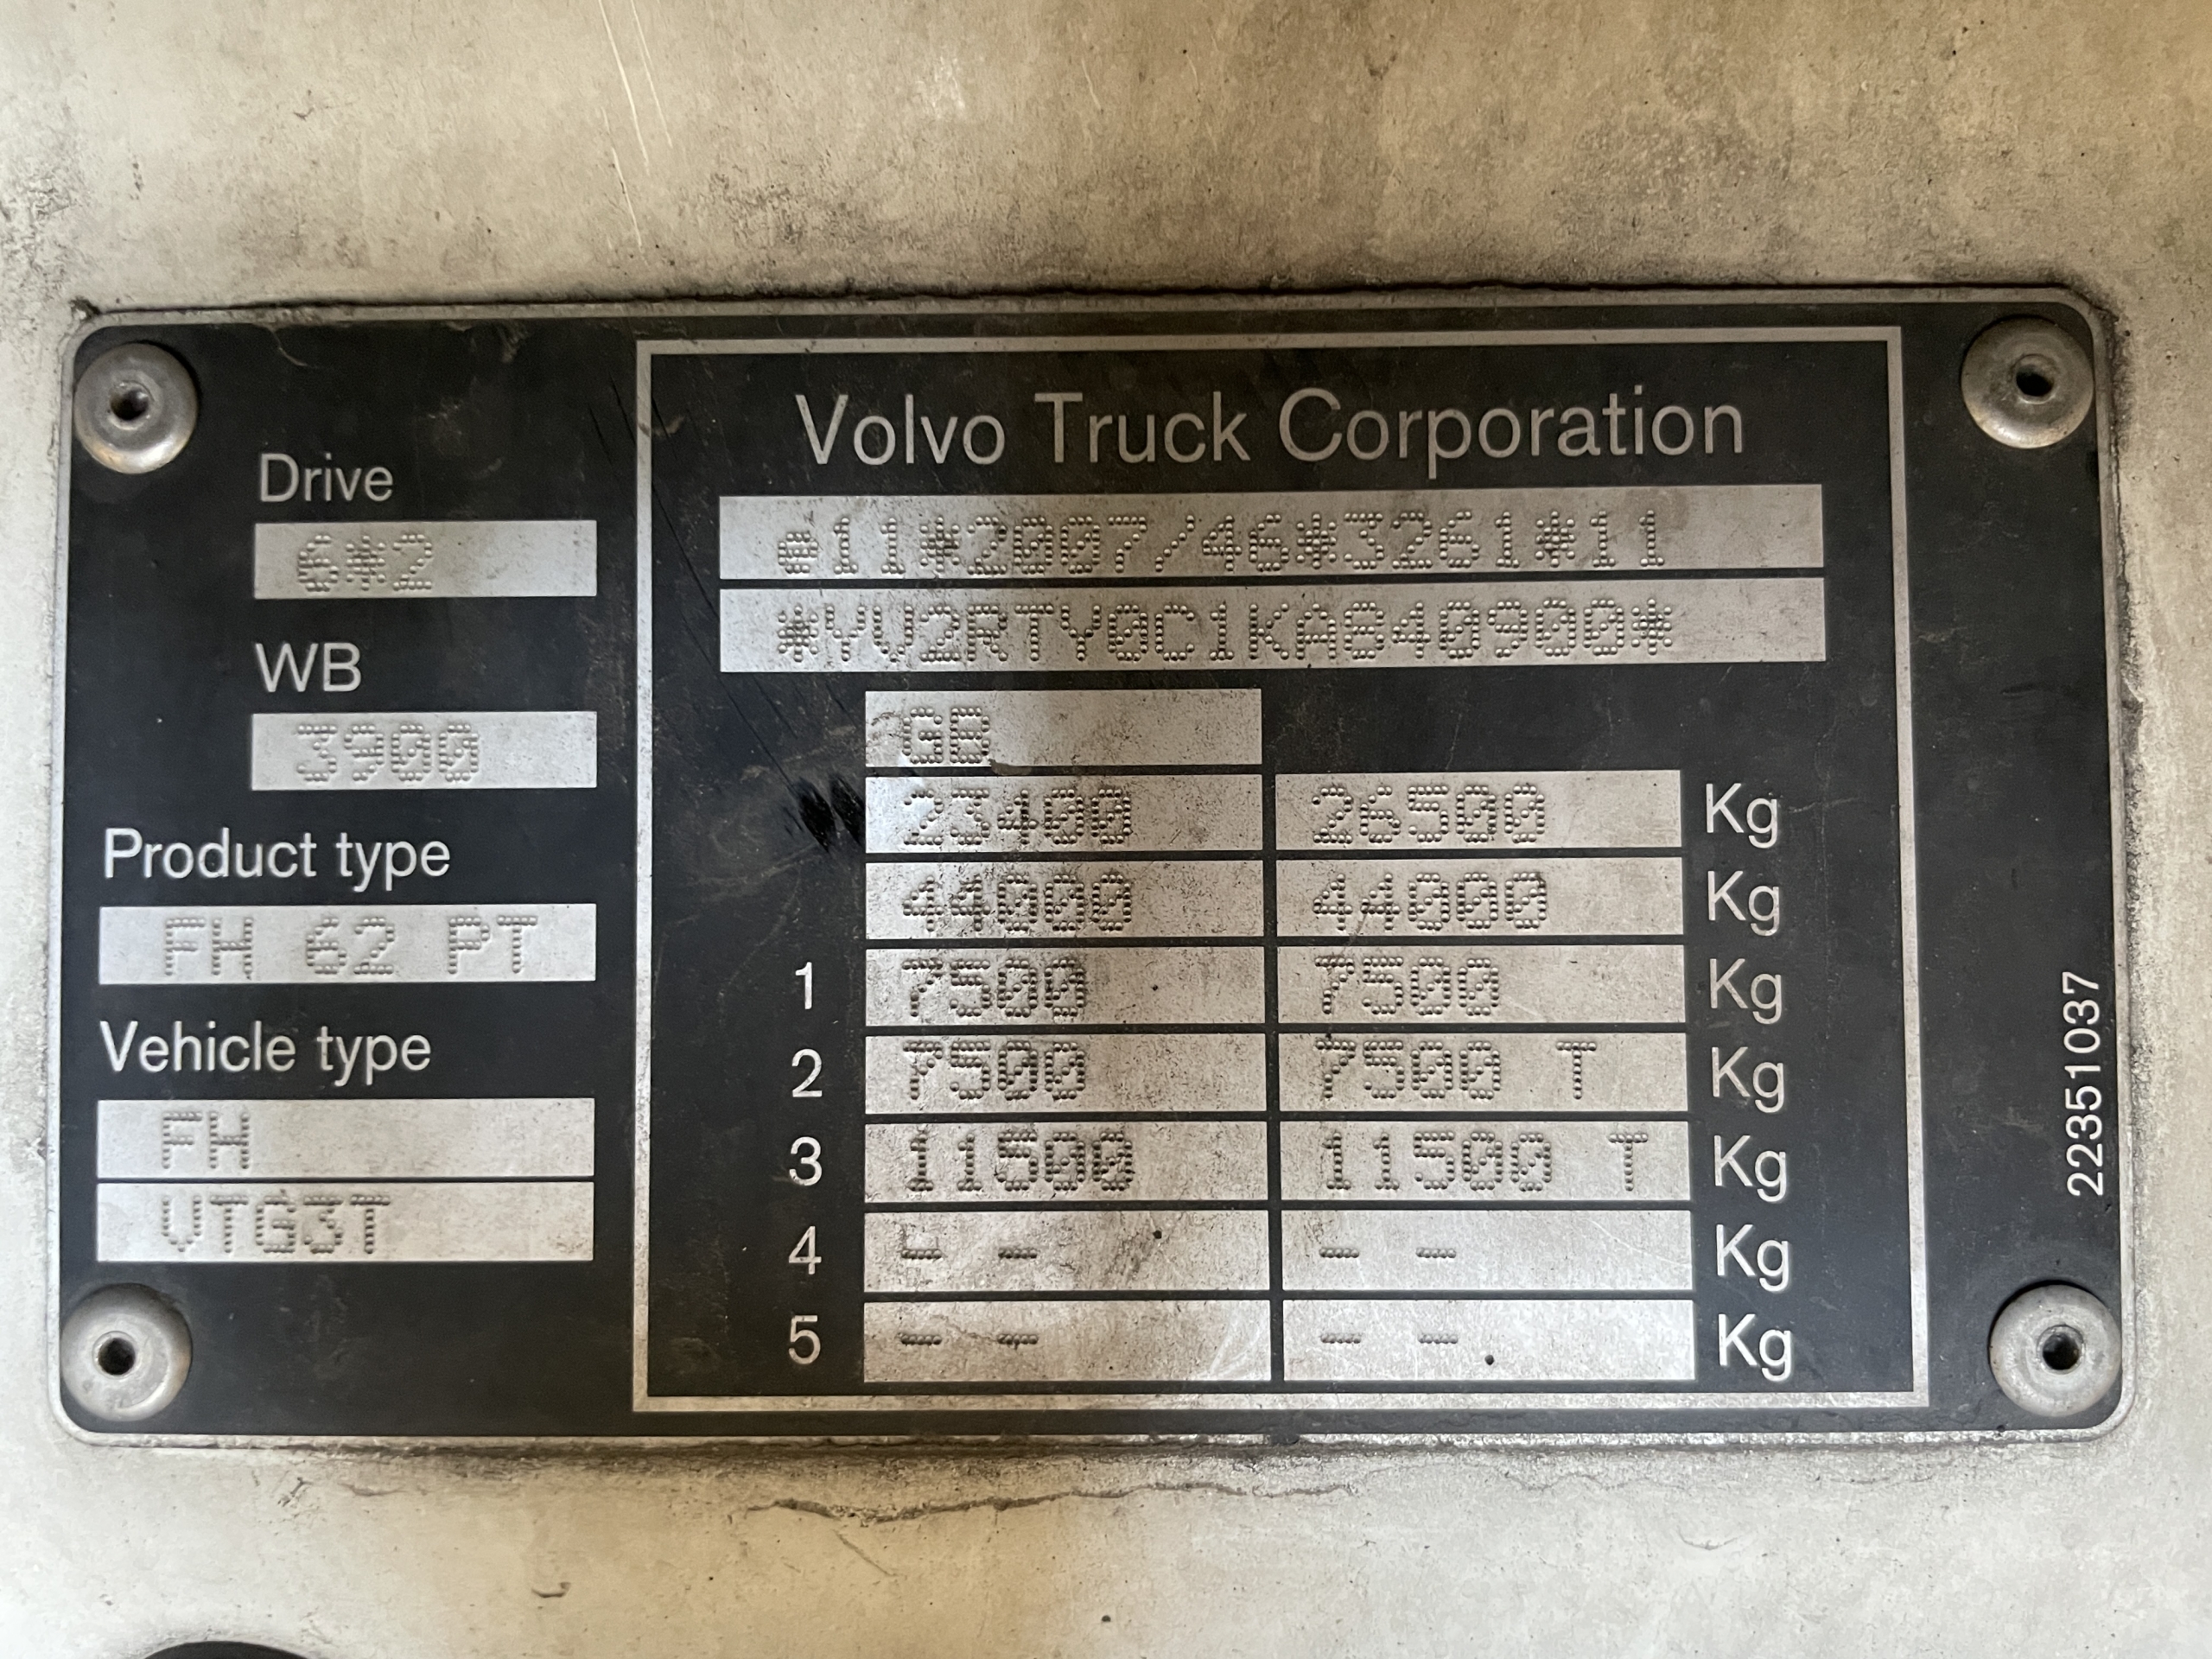 Volvo Truck Corporation
Drive
6*2
WB
3900
Product type
FH 62 PT
Vehicle type
FH
VTG3T
e11*2007/46*3261*11
*YV2RTY0C1KA840900*
GB
23400 26500 Kg
44000 44000 Kg
1 7500 7500 Kg
2 7500 7500 T Kg
3 11500 11500 T Kg
4 - - - - Kg
5 - - - - Kg
22351037